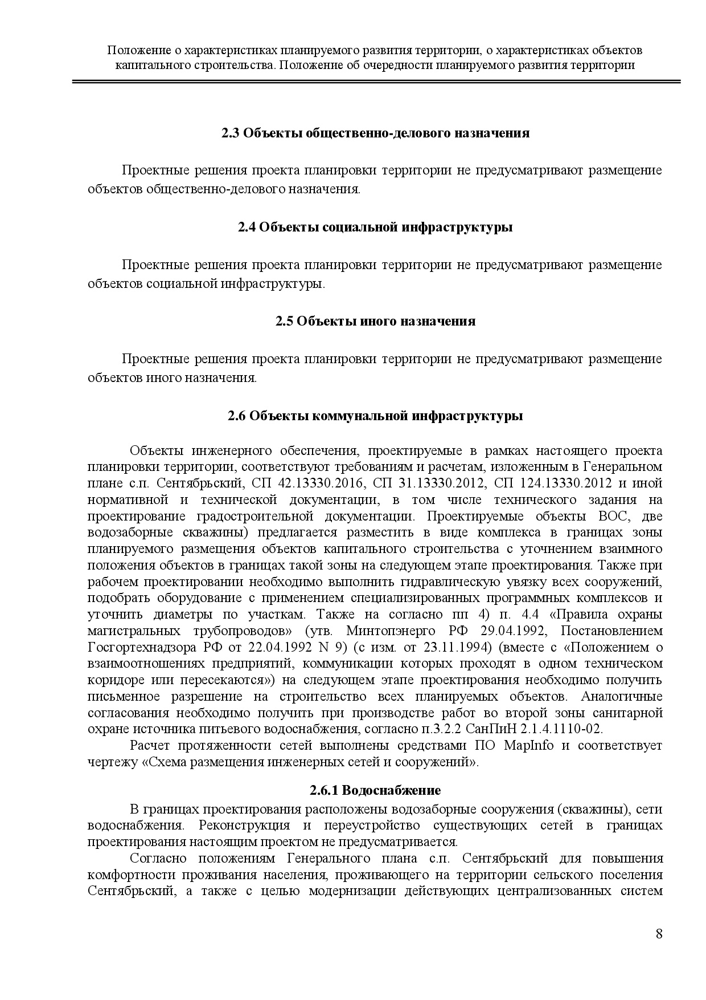 Положение о характеристиках планируемого развития территории, о характеристиках объектов
капитального строительства. Положение об очередности планируемого развития территории
2.3 Объекты общественно-делового назначения
Проектные решения проекта планировки территории не предусматривают размещение
объектов общественно-делового назначения.
2.4 Объекты социальной инфраструктуры
Проектные решения проекта планировки территории не предусматривают размещение
объектов социальной инфраструктуры.
2.5 Объекты иного назначения
Проектные решения проекта планировки территории не предусматривают размещение
объектов иного назначения.
2.6 Объекты коммунальной инфраструктуры
Объекты инженерного обеспечения, проектируемые в рамках настоящего проекта
планировки территории, соответствуют требованиям и расчетам, изложенным в Генеральном
плане с.п. Сентябрьский, СП 42.13330.2016, СП 31.13330.2012, СП 124.13330.2012 и иной
нормативной и технической документации, в том числе технического задания на
проектирование градостроительной документации. Проектируемые объекты ВОС, две
водозаборные скважины) предлагается разместить в виде комплекса в границах зоны
планируемого размещения объектов капитального строительства с уточнением взаимного
положения объектов в границах такой зоны на следующем этапе проектирования. Также при
рабочем проектировании необходимо выполнить гидравлическую увязку всех сооружений,
подобрать оборудование с применением специализированных программных комплексов и
уточнить диаметры по участкам. Также на согласно пп 4) п. 4.4 «Правила охраны
магистральных трубопроводов» (утв. Минтопэнерго РФ 29.04.1992, Постановлением
Госгортехнадзора РФ от 22.04.1992 N 9) (с изм. от 23.11.1994) (вместе с «Положением о
взаимоотношениях предприятий, коммуникации которых проходят в одном техническом
коридоре или пересекаются») на следующем этапе проектирования необходимо получить
письменное разрешение на строительство всех планируемых объектов. Аналогичные
согласования необходимо получить при производстве работ во второй зоны санитарной
охране источника питьевого водоснабжения, согласно п.3.2.2 СанПиН 2.1.4.1110-02.
Расчет протяженности сетей выполнены средствами ПО MapInfo и соответствует
чертежу «Схема размещения инженерных сетей и сооружений».
2.6.1 Водоснабжение
В границах проектирования расположены водозаборные сооружения (скважины), сети
водоснабжения. Реконструкция и переустройство существующих сетей в границах
проектирования настоящим проектом не предусматривается.
Согласно положениям Генерального плана с.п. Сентябрьский для повышения
комфортности проживания населения, проживающего на территории сельского поселения
Сентябрьский, а также с целью модернизации действующих централизованных систем
8